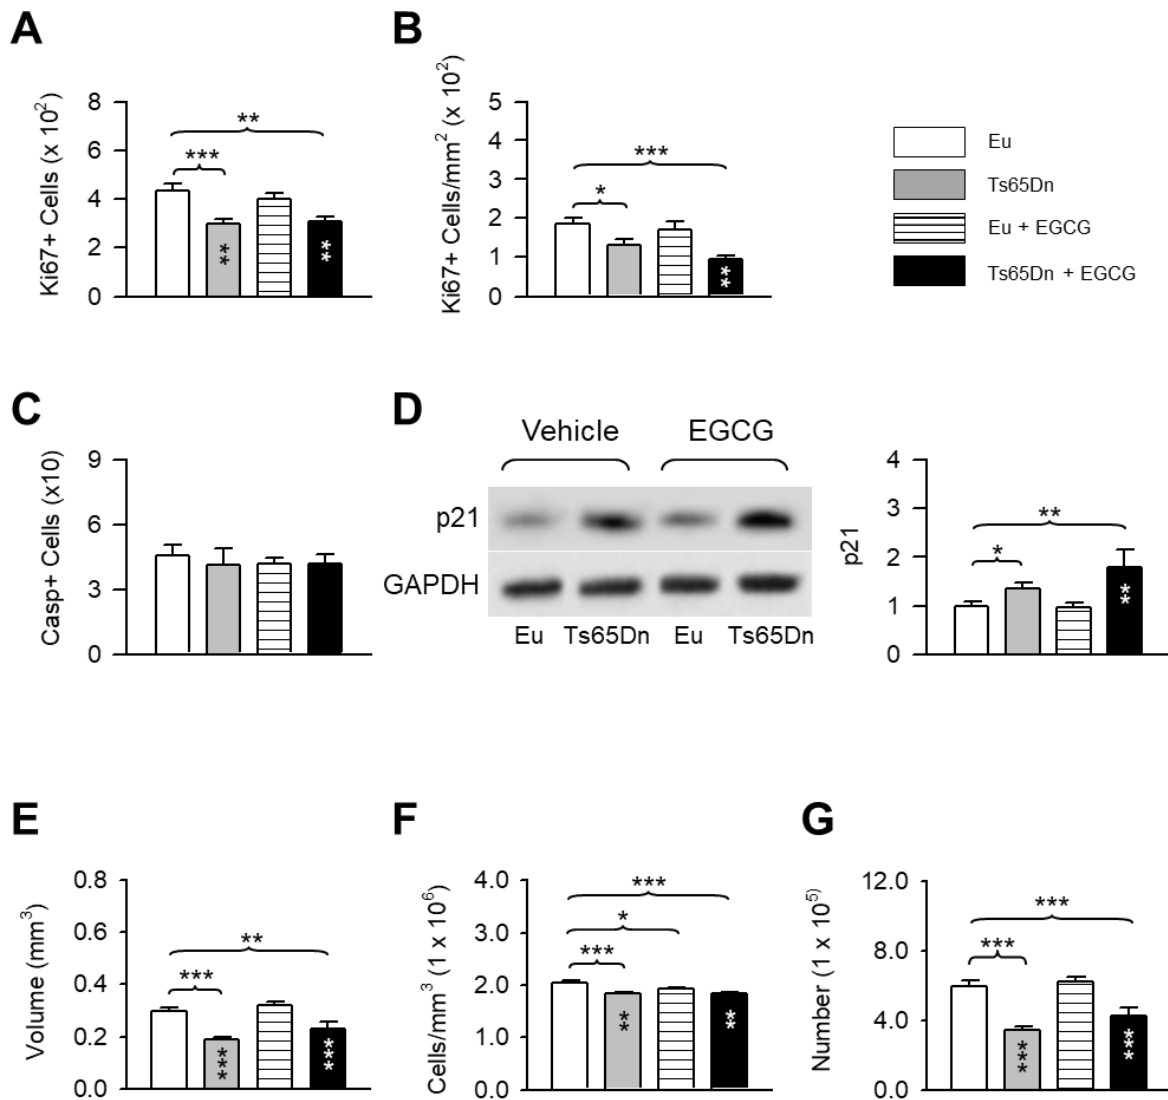 A
Ki67+ Cells (x 10²)
8
6
4
2
0
**
***
**
**
B
Ki67+ Cells/mm² (x 10²)
5
4
3
2
1
0
***
*
**
Eu
Ts65Dn
Eu + EGCG
Ts65Dn + EGCG
C
Casp+ Cells (x10)
9
6
3
0
D
Vehicle EGCG
p21
GAPDH
Eu Ts65Dn Eu Ts65Dn
p21
4
3
2
1
0
**
*
**
E
Volume (mm³)
0.8
0.6
0.4
0.2
0.0
**
***
***
***
F
Cells/mm³ (1 x 10⁶)
4.0
3.0
2.0
1.0
0.0
***
*
***
**
**
G
Number (1 x 10⁵)
12.0
8.0
4.0
0.0
***
***
***
***